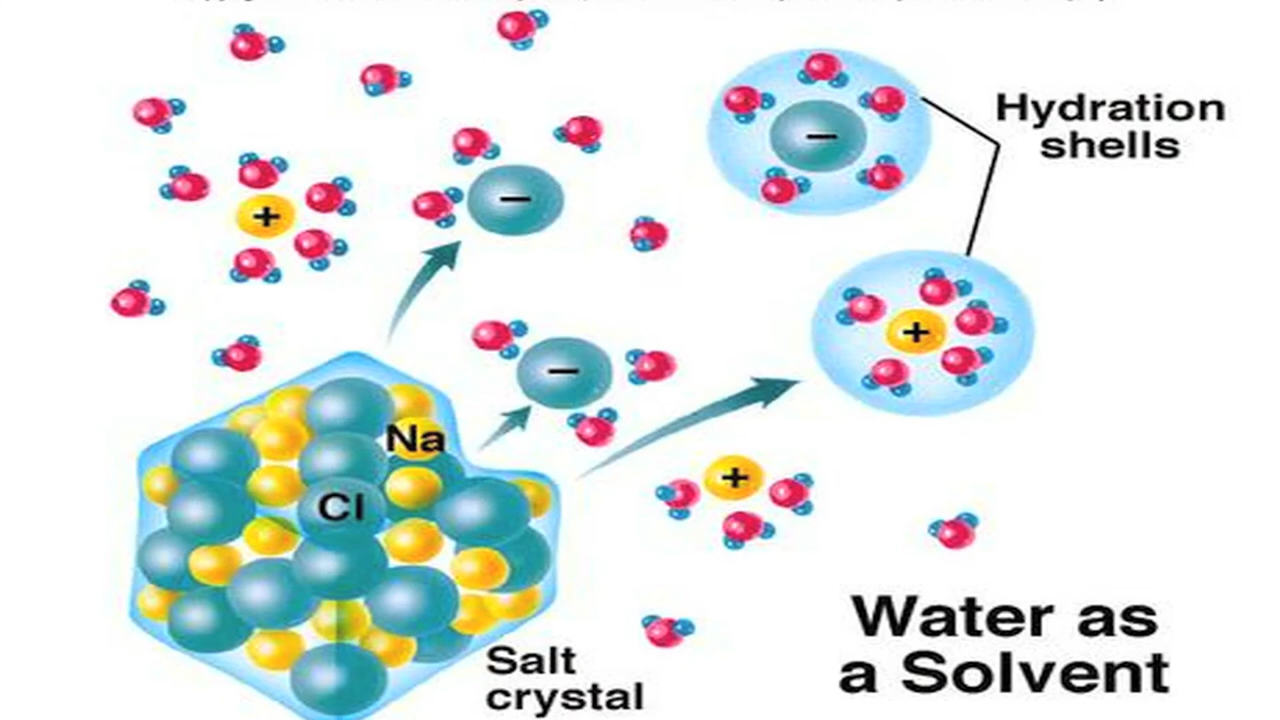 Hydration
shells
+
−
−
+
Na
−
+
Cl
+
Salt
crystal
Water as
a Solvent